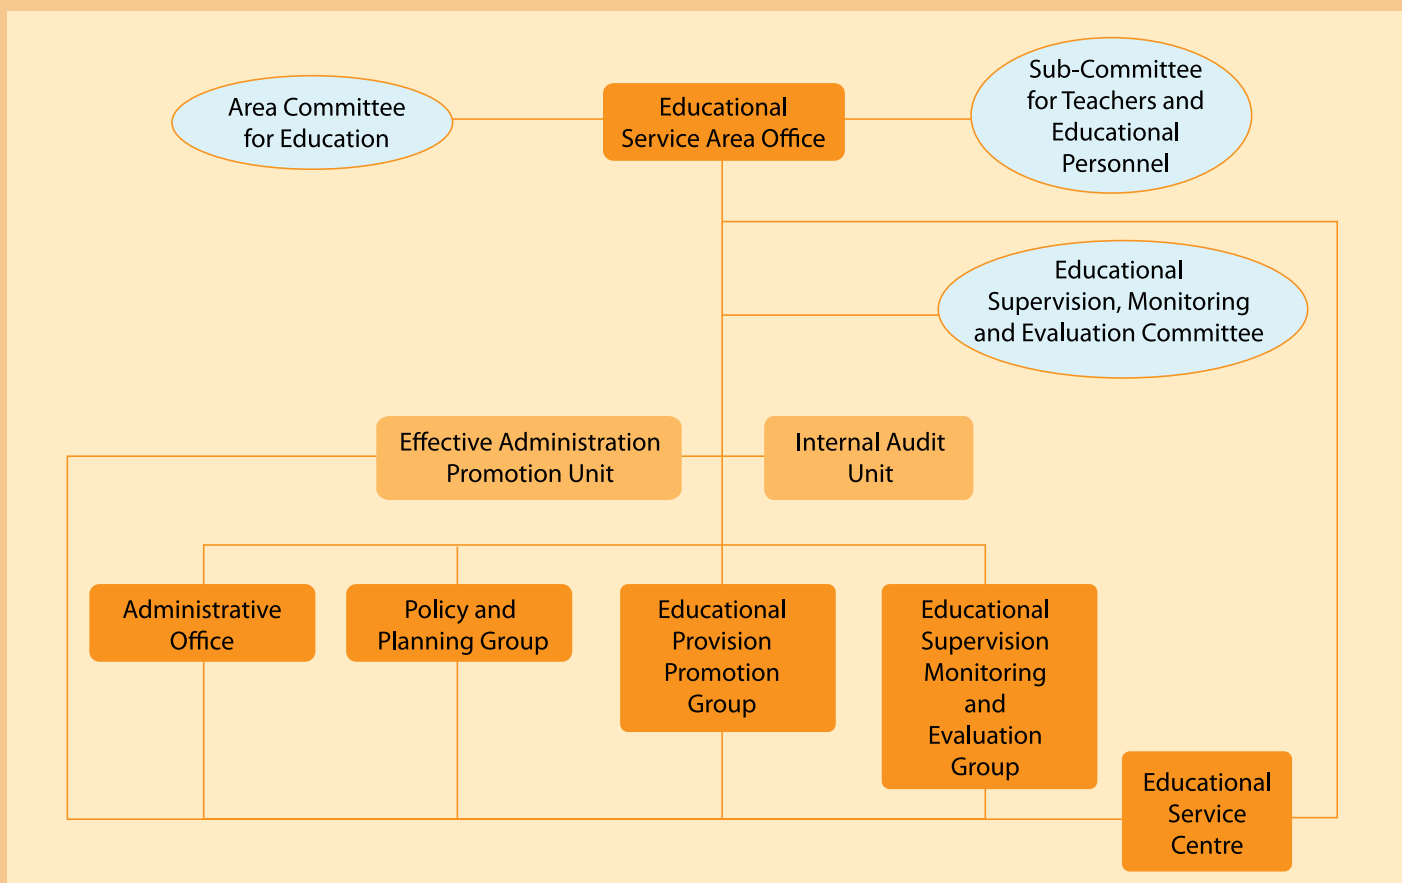 Area Committee
for Education
Educational
Service Area Office
Sub-Committee
for Teachers and
Educational
Personnel
Educational
Supervision, Monitoring
and Evaluation Committee
Effective Administration
Promotion Unit
Internal Audit
Unit
Administrative
Office
Policy and
Planning Group
Educational
Provision
Promotion
Group
Educational
Supervision
Monitoring
and
Evaluation
Group
Educational
Service
Centre